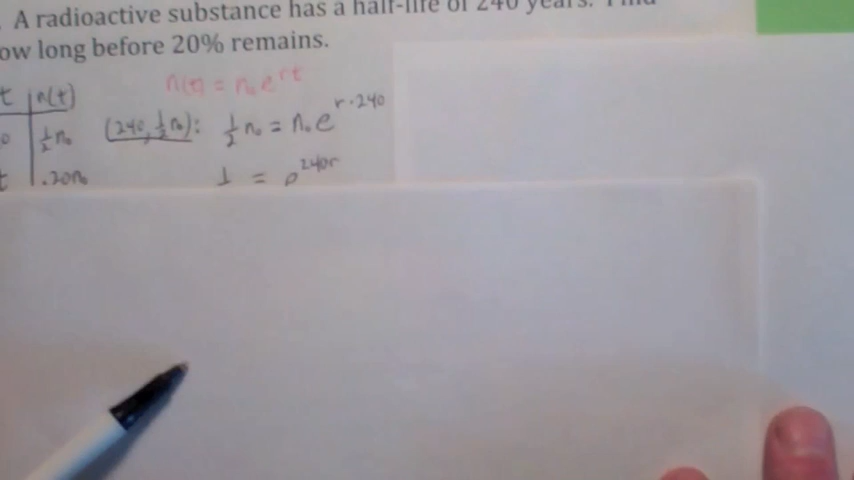 . A radioactive substance has a half-life of 240 years.
ow long before 20% remains.
n(t) = n₀e^{rt}
t | n(t)
0 | ½n₀ (240, ½n₀): ½n₀ = n₀e^{r·240}
t | .20n₀ = e^{240r}